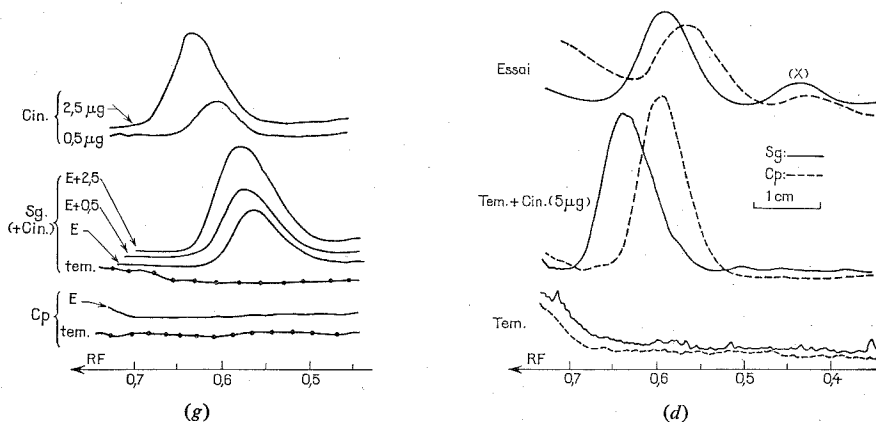 Cin.
2,5 μg
0,5 μg
Sg.
(+Cin.)
E+2,5
E+0,5
E
tem.
Cp
E
tem.
RF
0,7
0,6
0,5
(g)
Essai
(X)
Sg:
Cp:
1 cm
Tem.+Cin.(5μg)
Tem.
RF
0,7
0,6
0,5
0,4
(d)